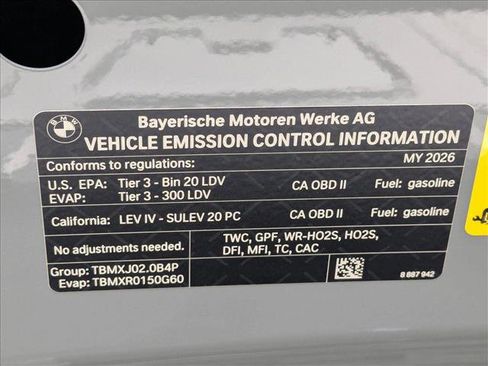 BMW
Bayerische Motoren Werke AG
VEHICLE EMISSION CONTROL INFORMATION
Conforms to regulations: MY 2026
U.S. EPA: Tier 3 - Bin 20 LDV CA OBD II Fuel: gasoline
EVAP: Tier 3 - 300 LDV
California: LEV IV - SULEV 20 PC CA OBD II Fuel: gasoline
No adjustments needed. TWC, GPF, WR-HO2S, HO2S,
DFI, MFI, TC, CAC
Group: TBMXJ02.0B4P
Evap: TBMXR0150G60 8 887 942